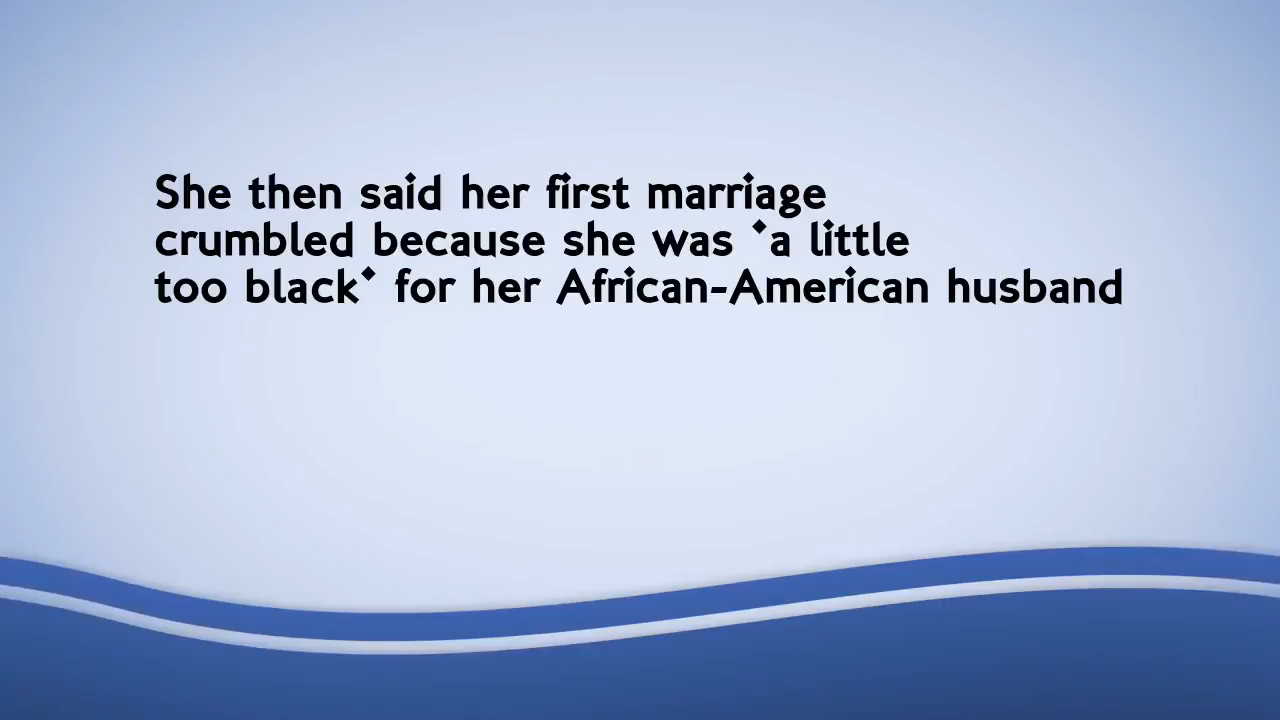 She then said her first marriage
crumbled because she was 'a little
too black' for her African-American husband